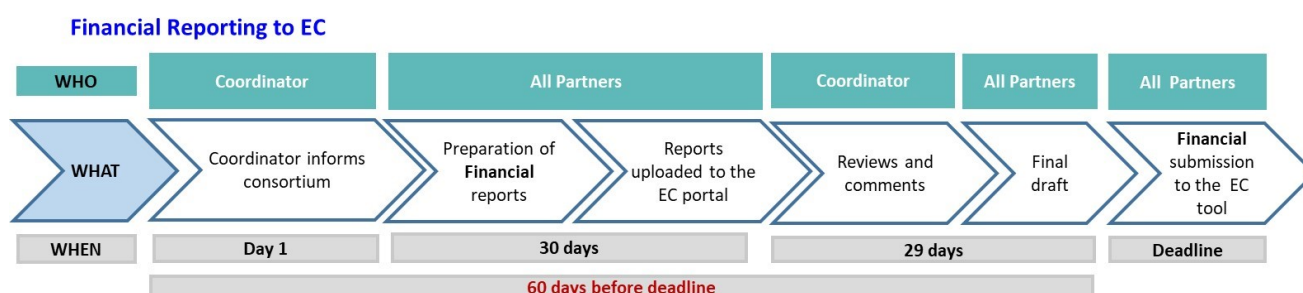 Financial Reporting to EC
WHO
Coordinator
All Partners
Coordinator
All Partners
All Partners
WHAT
Coordinator informs
consortium
Preparation of
Financial
reports
Reports
uploaded to the
EC portal
Reviews and
comments
Final
draft
Financial
submission
to the EC
tool
WHEN
Day 1
30 days
29 days
Deadline
60 days before deadline